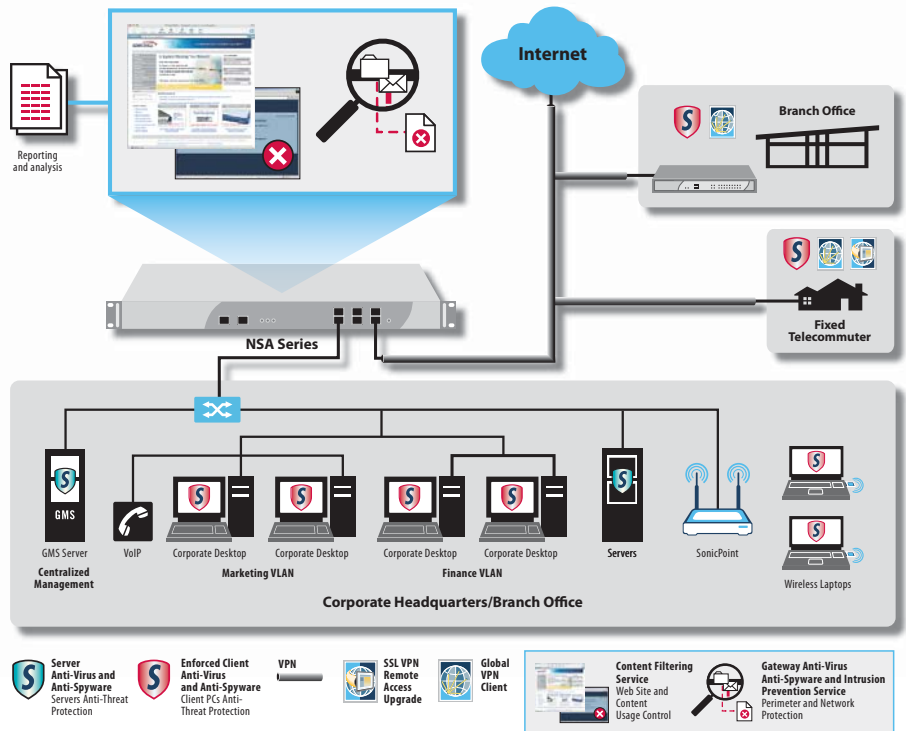 Internet
Branch Office
Reporting
and analysis
Fixed
Telecommuter
NSA Series
GMS
GMS Server
Centralized
Management
VoIP
Corporate Desktop
Corporate Desktop
Marketing VLAN
Corporate Desktop
Corporate Desktop
Finance VLAN
Servers
SonicPoint
Wireless Laptops
Corporate Headquarters/Branch Office
Server
Anti-Virus and
Anti-Spyware
Servers Anti-Threat
Protection
Enforced Client
Anti-Virus
and Anti-Spyware
Client PCs Anti-
Threat Protection
VPN
SSL VPN
Remote
Access
Upgrade
Global
VPN
Client
Content Filtering
Service
Web Site and
Content
Usage Control
Gateway Anti-Virus
Anti-Spyware and Intrusion
Prevention Service
Perimeter and Network
Protection